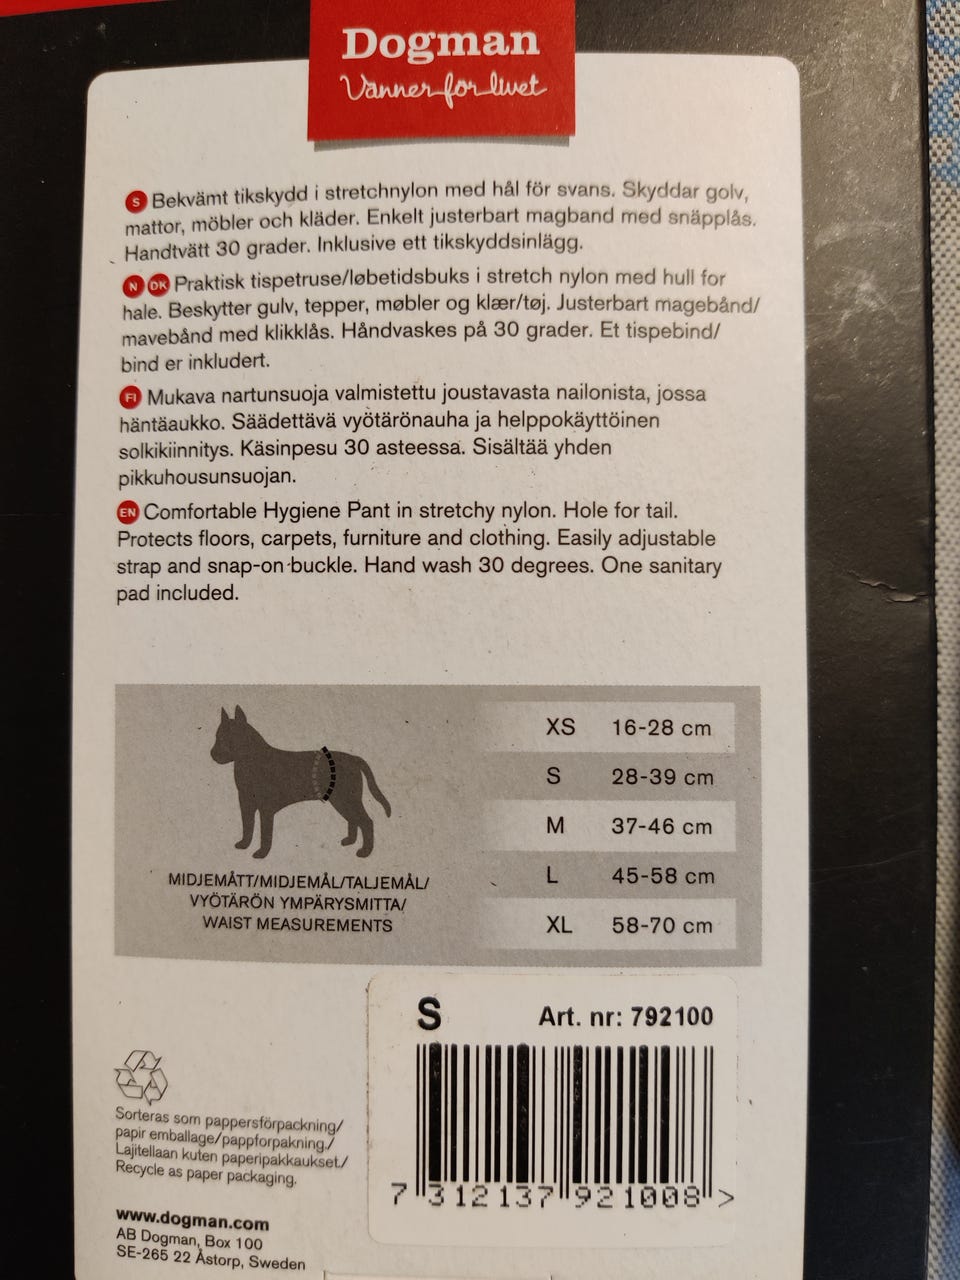 Dogman
Vänner för livet
S Bekvämt tikskydd i stretchnylon med hål för svans. Skyddar golv,
mattor, möbler och kläder. Enkelt justerbart magband med snäpplås.
Handtvätt 30 grader. Inklusive ett tikskyddsinlägg.
N DK Praktisk tispetruse/løbetidsbuks i stretch nylon med hull for
hale. Beskytter gulv, tepper, møbler og klær/tøj. Justerbart magebånd/
mavebånd med klikklås. Håndvaskes på 30 grader. Et tispebind/
bind er inkludert.
FI Mukava nartunsuoja valmistettu joustavasta nailonista, jossa
häntäaukko. Säädettävä vyötärönauha ja helppokäyttöinen
solkikiinnitys. Käsinpesu 30 asteessa. Sisältää yhden
pikkuhousunsuojan.
EN Comfortable Hygiene Pant in stretchy nylon. Hole for tail.
Protects floors, carpets, furniture and clothing. Easily adjustable
strap and snap-on buckle. Hand wash 30 degrees. One sanitary
pad included.
MIDJEMÅTT/MIDJEMÅL/TALJEMÅL/
VYÖTÄRÖN YMPÄRYSMITTA/
WAIST MEASUREMENTS
XS 16-28 cm
S 28-39 cm
M 37-46 cm
L 45-58 cm
XL 58-70 cm
S Art. nr: 792100
7 312137 921008 >
Sorteras som pappersförpackning/
papir emballage/pappforpakning./
Lajitellaan kuten paperipakkaukset./
Recycle as paper packaging.
www.dogman.com
AB Dogman, Box 100
SE-265 22 Åstorp, Sweden